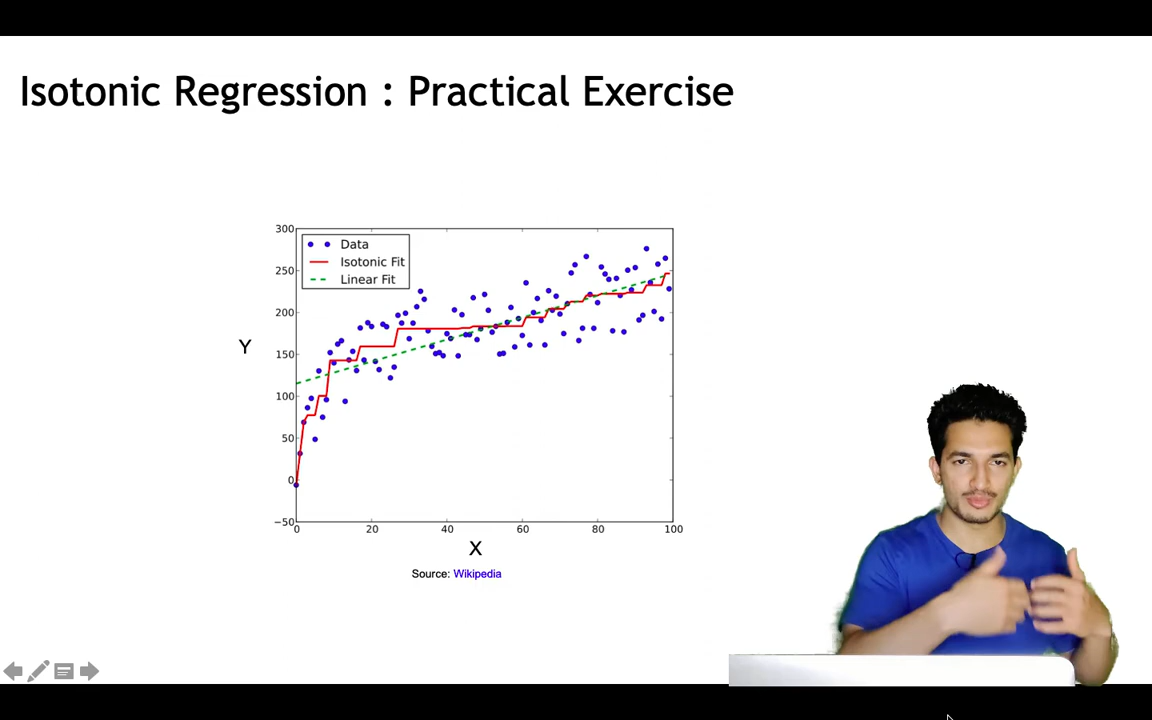 Isotonic Regression : Practical Exercise
300
250
200
150
100
50
0
−50
Data
Isotonic Fit
Linear Fit
Y
0 20 40 60 80 100
X
Source: Wikipedia